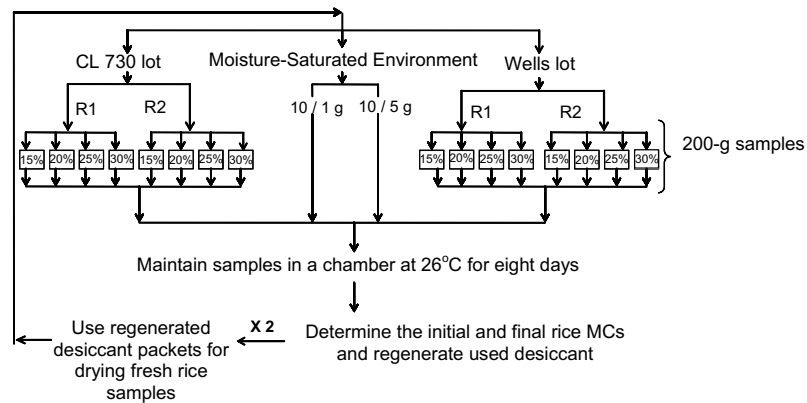 CL 730 lot
Moisture-Saturated Environment
Wells lot
R1
R2
10 / 1 g
10 / 5 g
R1
R2
15% 20% 25% 30% 15% 20% 25% 30%
15% 20% 25% 30% 15% 20% 25% 30%
200-g samples
Maintain samples in a chamber at 26°C for eight days
Determine the initial and final rice MCs
and regenerate used desiccant
X 2
Use regenerated
desiccant packets for
drying fresh rice
samples